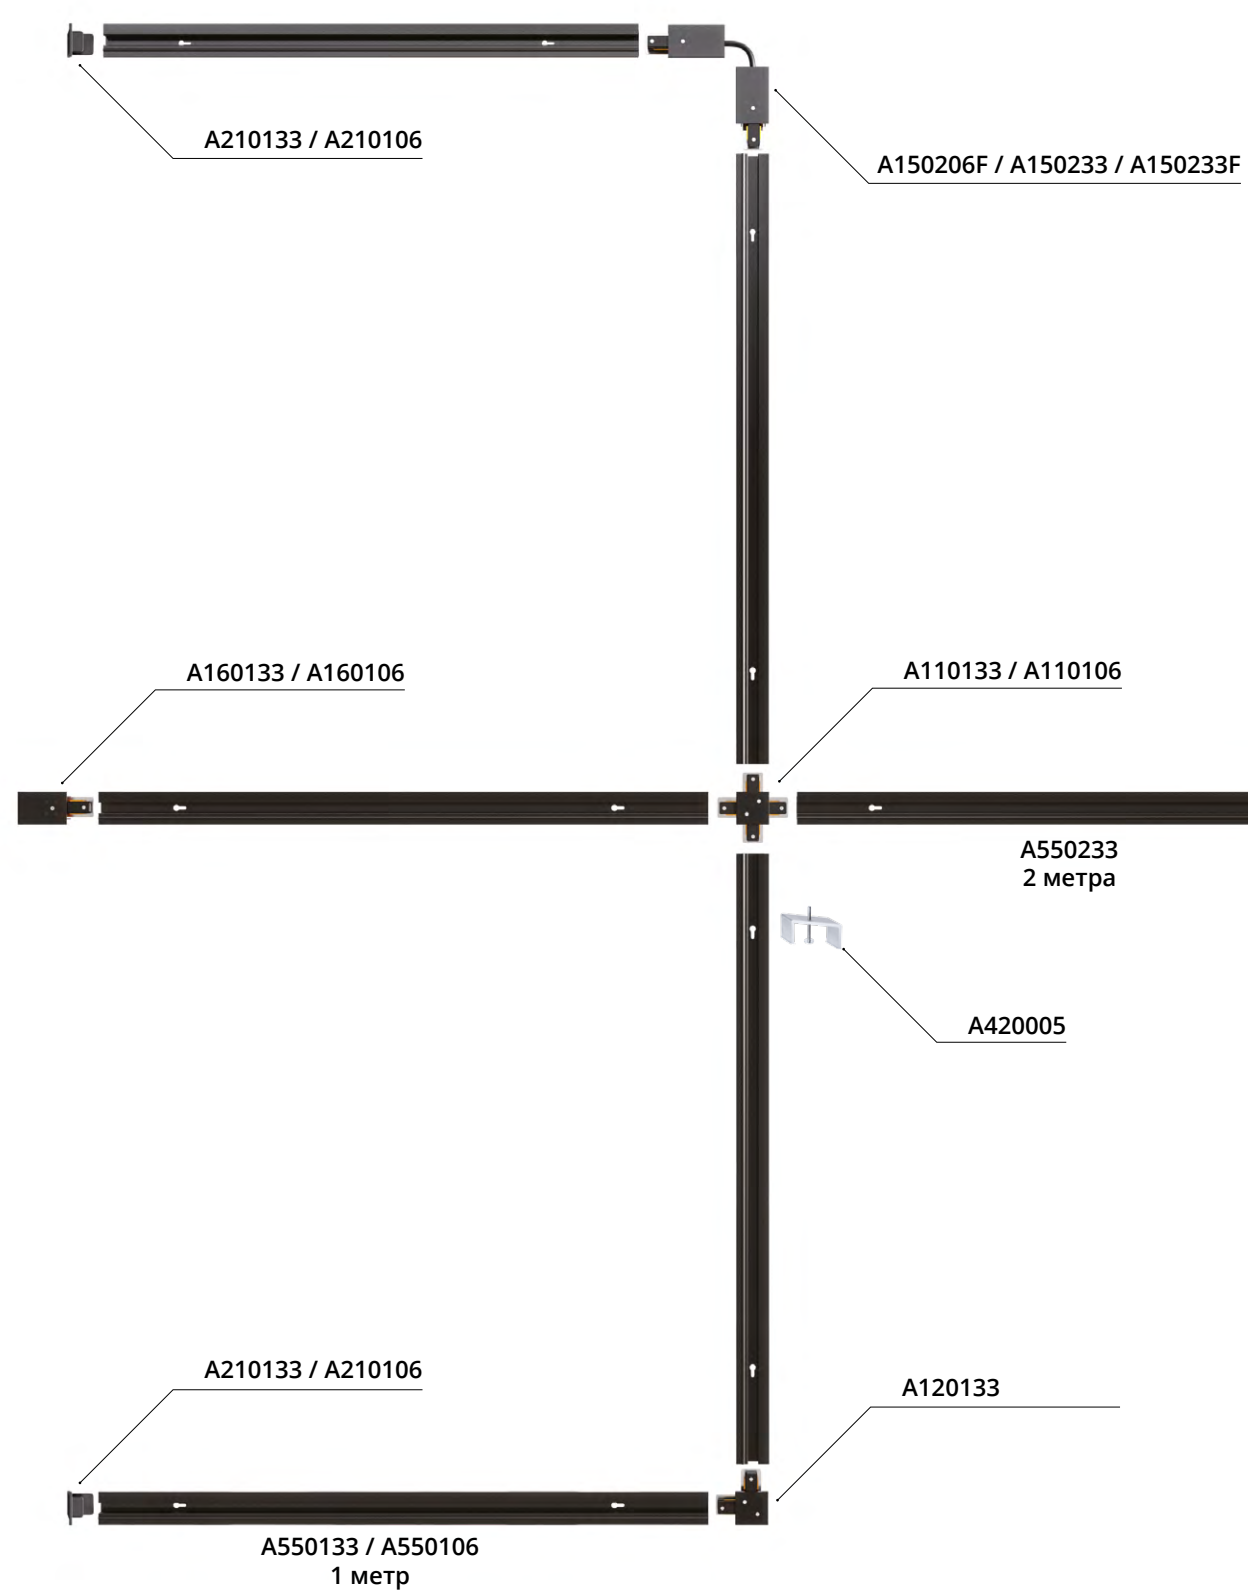 A210133 / A210106
A150206F / A150233 / A150233F
A160133 / A160106
A110133 / A110106
A550233
2 метра
A420005
A210133 / A210106
A120133
A550133 / A550106
1 метр